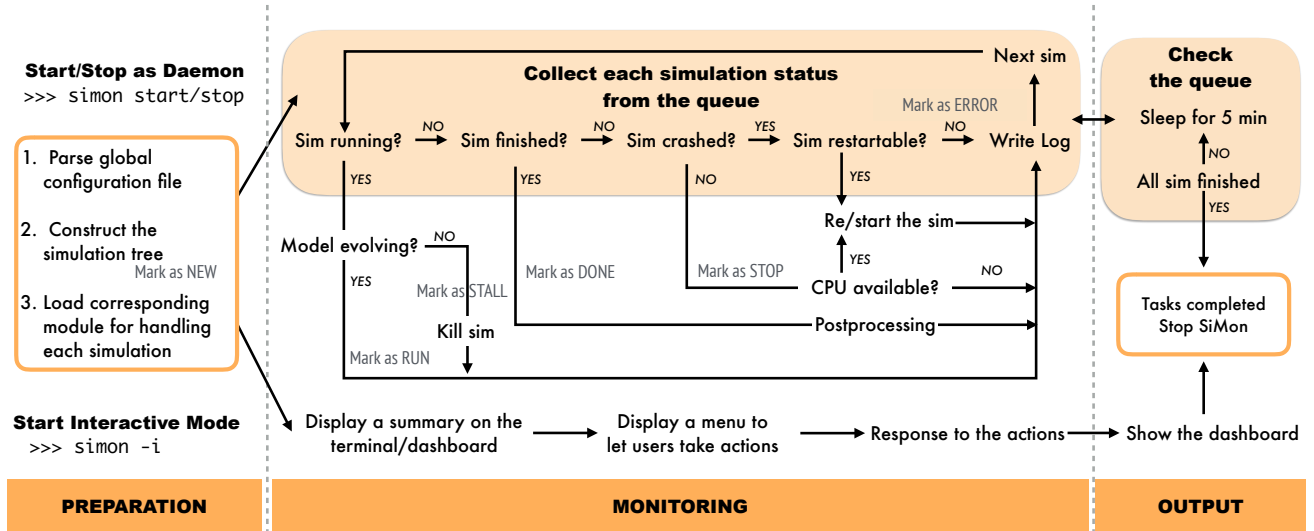 Start/Stop as Daemon
>>> simon start/stop
1. Parse global
configuration file
2. Construct the
simulation tree
Mark as NEW
3. Load corresponding
module for handling
each simulation
Start Interactive Mode
>>> simon -i
Collect each simulation status
from the queue
Next sim
Mark as ERROR
Sim running?
NO
Sim finished?
NO
Sim crashed?
YES
Sim restartable?
NO
Write Log
YES
YES
NO
YES
Re/start the sim
Model evolving?
NO
YES
Mark as STALL
Mark as DONE
Mark as STOP
YES
CPU available?
NO
Kill sim
Postprocessing
Mark as RUN
Display a summary on the
terminal/dashboard
Display a menu to
let users take actions
Response to the actions
Check
the queue
Sleep for 5 min
NO
All sim finished
YES
Tasks completed
Stop SiMon
Show the dashboard
PREPARATION
MONITORING
OUTPUT